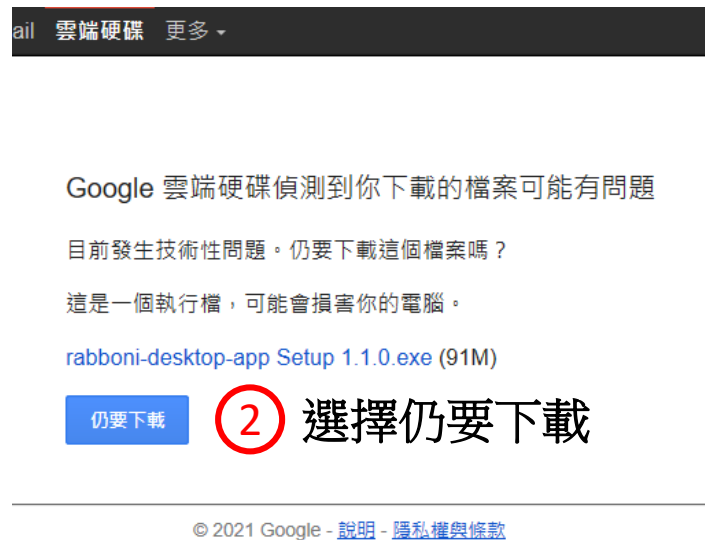 ail 雲端硬碟 更多
Google 雲端硬碟偵測到你下載的檔案可能有問題
目前發生技術性問題。仍要下載這個檔案嗎？
這是一個執行檔，可能會損害你的電腦。
rabboni-desktop-app Setup 1.1.0.exe (91M)
仍要下載 2 選擇仍要下載
© 2021 Google - 說明 - 隱私權與條款